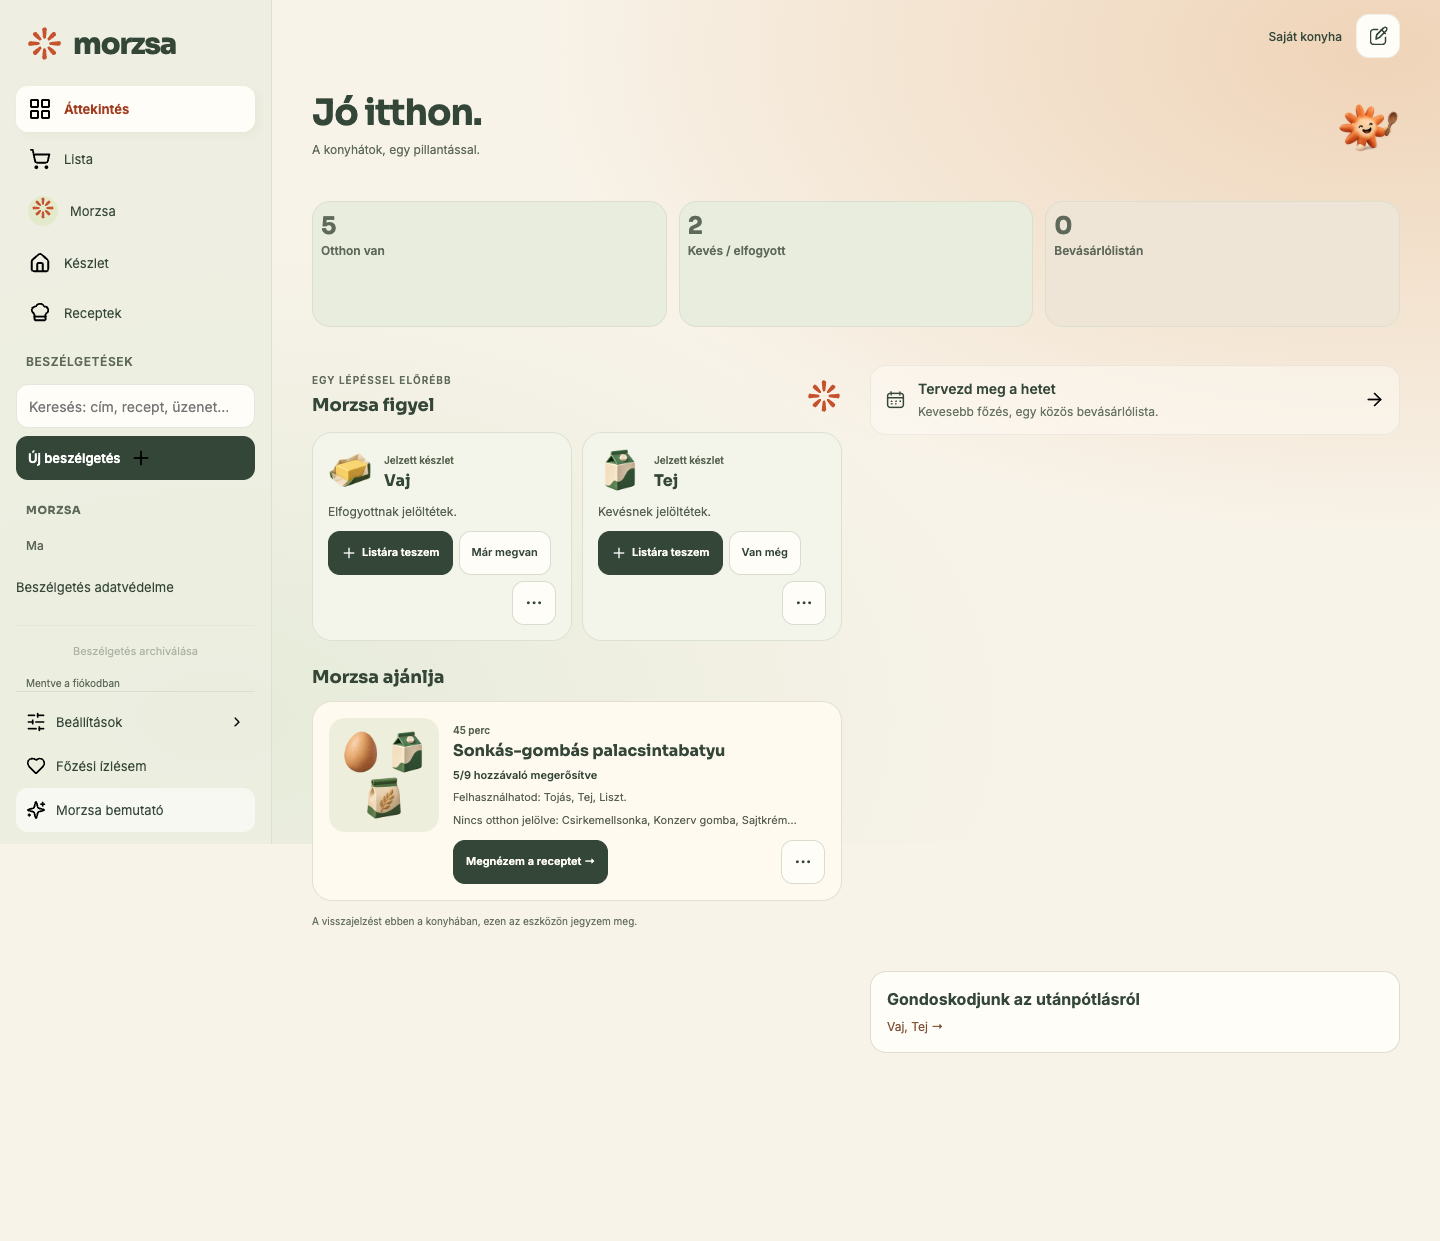 morzsa
Áttekintés
Lista
Morzsa
Készlet
Receptek
BESZÉLGETÉSEK
Keresés: cím, recept, üzenet...
Új beszélgetés
MORZSA
Ma
Beszélgetés adatvédelme
Beszélgetés archiválása
Mentve a fiókodban
Beállítások
Főzési ízlésem
Morzsa bemutató
Saját konyha
Jó itthon.
A konyhátok, egy pillantással.
5
Otthon van
2
Kevés / elfogyott
0
Bevásárlólistán
EGY LÉPÉSSEL ELŐRÉBB
Morzsa figyel
Jelzett készlet
Vaj
Elfogyottnak jelöltétek.
Listára teszem
Már megvan
Jelzett készlet
Tej
Kevésnek jelöltétek.
Listára teszem
Van még
Morzsa ajánlja
45 perc
Sonkás-gombás palacsintabatyu
5/9 hozzávaló megerősítve
Felhasználhatod: Tojás, Tej, Liszt.
Nincs otthon jelölve: Csirkemellsonka, Konzerv gomba, Sajtkrém...
Megnézem a receptet →
A visszajelzést ebben a konyhában, ezen az eszközön jegyzem meg.
Tervezd meg a hetet
Kevesebb főzés, egy közös bevásárlólista.
Gondoskodjunk az utánpótlásról
Vaj, Tej →